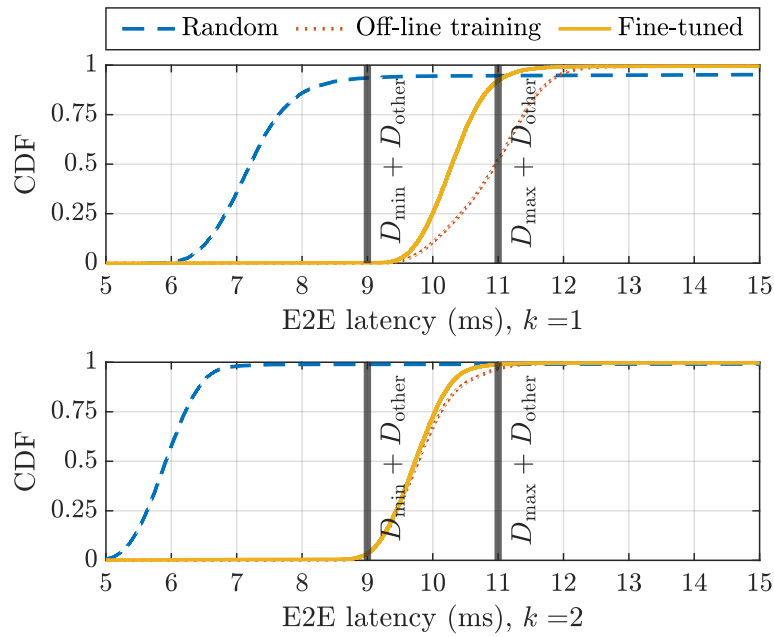 Random Off-line training Fine-tuned
1
0.75
0.5
0.25
0
CDF
D_min + D_other
D_max + D_other
5 6 7 8 9 10 11 12 13 14 15
E2E latency (ms), k =1
1
0.75
0.5
0.25
0
CDF
D_min + D_other
D_max + D_other
5 6 7 8 9 10 11 12 13 14 15
E2E latency (ms), k =2